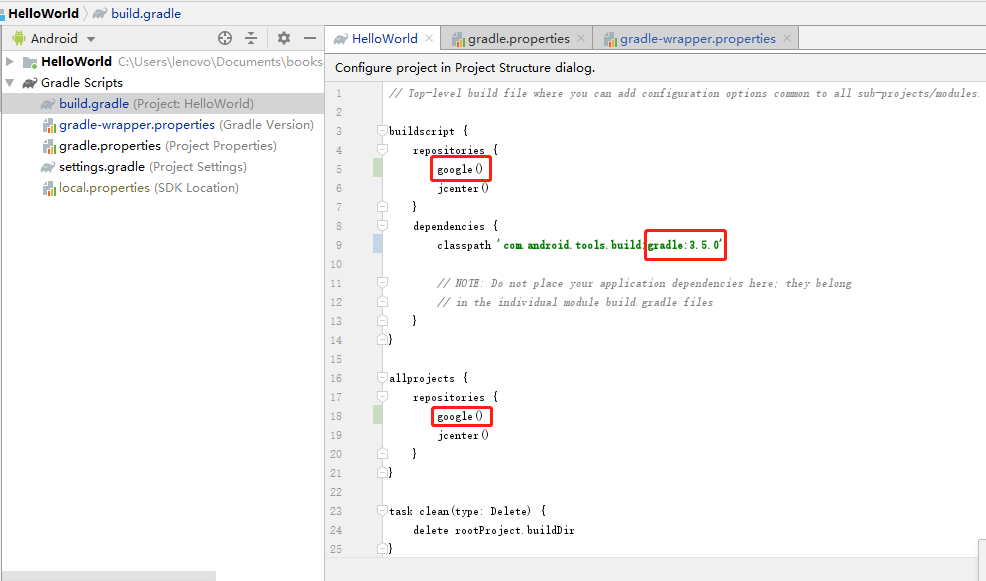 HelloWorld build.gradle
Android
HelloWorld gradle.properties gradle-wrapper.properties
HelloWorld C:\Users\lenovo\Documents\books
Gradle Scripts
build.gradle (Project: HelloWorld)
gradle-wrapper.properties (Gradle Version)
gradle.properties (Project Properties)
settings.gradle (Project Settings)
local.properties (SDK Location)
Configure project in Project Structure dialog.
1 // Top-level build file where you can add configuration options common to all sub-projects/modules.
2
3 buildscript {
4 repositories {
5 google()
6 jcenter()
7 }
8 dependencies {
9 classpath 'com.android.tools.build:gradle:3.5.0'
10
11 // NOTE: Do not place your application dependencies here; they belong
12 // in the individual module build.gradle files
13 }
14 }
15
16 allprojects {
17 repositories {
18 google()
19 jcenter()
20 }
21 }
22
23 task clean(type: Delete) {
24 delete rootProject.buildDir
25 }